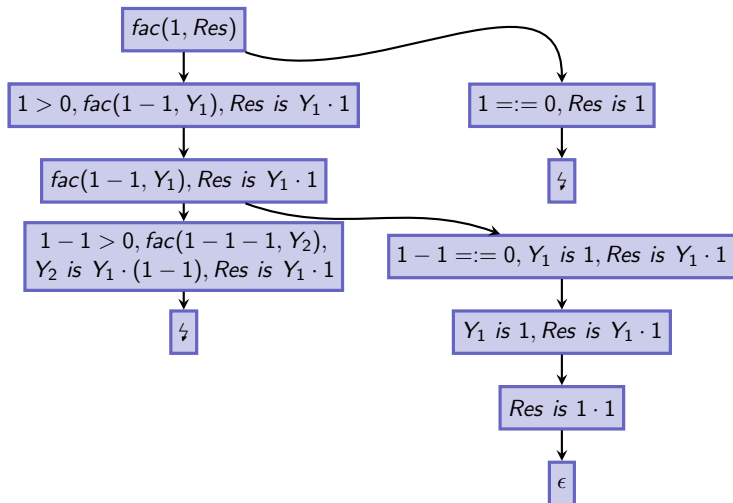 fac(1, Res)
1 > 0, fac(1 − 1, Y₁), Res is Y₁ · 1
1 =:= 0, Res is 1
fac(1 − 1, Y₁), Res is Y₁ · 1
↯
1 − 1 > 0, fac(1 − 1 − 1, Y₂),
Y₂ is Y₁ · (1 − 1), Res is Y₁ · 1
1 − 1 =:= 0, Y₁ is 1, Res is Y₁ · 1
↯
Y₁ is 1, Res is Y₁ · 1
Res is 1 · 1
ϵ